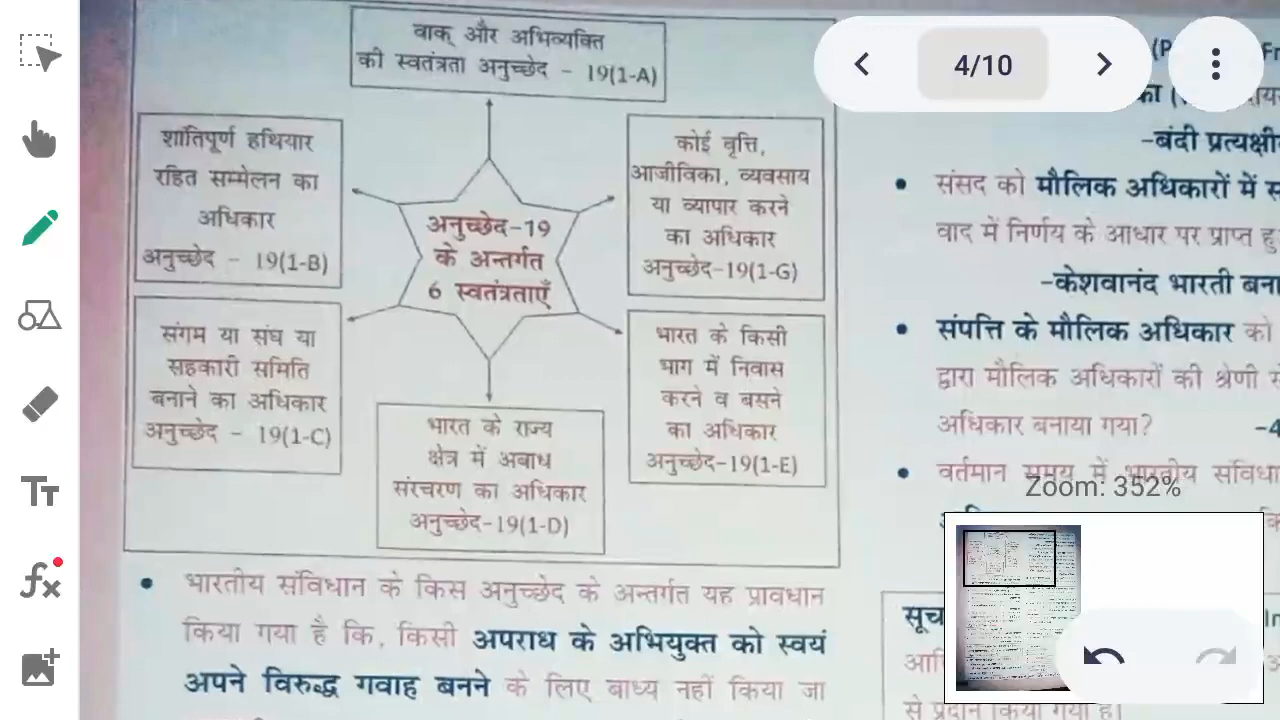 वाक् और अभिव्यक्ति
की स्वतंत्रता अनुच्छेद - 19(1-A)
शांतिपूर्ण हथियार
रहित सम्मेलन का
अधिकार
अनुच्छेद - 19(1-B)
कोई वृत्ति,
आजीविका, व्यवसाय
या व्यापार करने
का अधिकार
अनुच्छेद-19(1-G)
अनुच्छेद-19
के अन्तर्गत
6 स्वतंत्रताएँ
संगम या संघ या
सहकारी समिति
बनाने का अधिकार
अनुच्छेद - 19(1-C)
भारत के किसी
भाग में निवास
करने व बसने
का अधिकार
अनुच्छेद-19(1-E)
भारत के राज्य
क्षेत्र में अबाध
संरचरण का अधिकार
अनुच्छेद-19(1-D)
• भारतीय संविधान के किस अनुच्छेद के अन्तर्गत यह प्रावधान
किया गया है कि, किसी अपराध के अभियुक्त को स्वयं
अपने विरुद्ध गवाह बनने के लिए बाध्य नहीं किया जा
4/10
-बंदी
• संसद को मौलिक अधिकारों में
वाद में निर्णय के आधार पर प्राप्त
-केशवानंद भारती
• संपत्ति के मौलिक अधिकार को
द्वारा मौलिक अधिकारों की श्रेणी
अधिकार बनाया गया?
• वर्तमान समय में भारतीय
Zoom: 352%
से प्रदान किया गया है।
Tт
fx